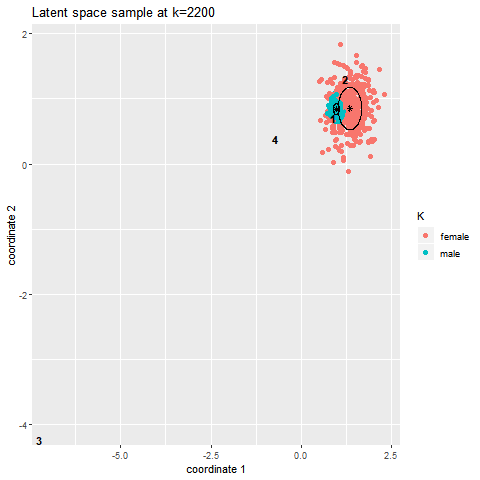 Latent space sample at k=2200
2
0
-2
-4
-5.0
-2.5
0.0
2.5
coordinate 1
coordinate 2
1
2
3
4
K
female
male